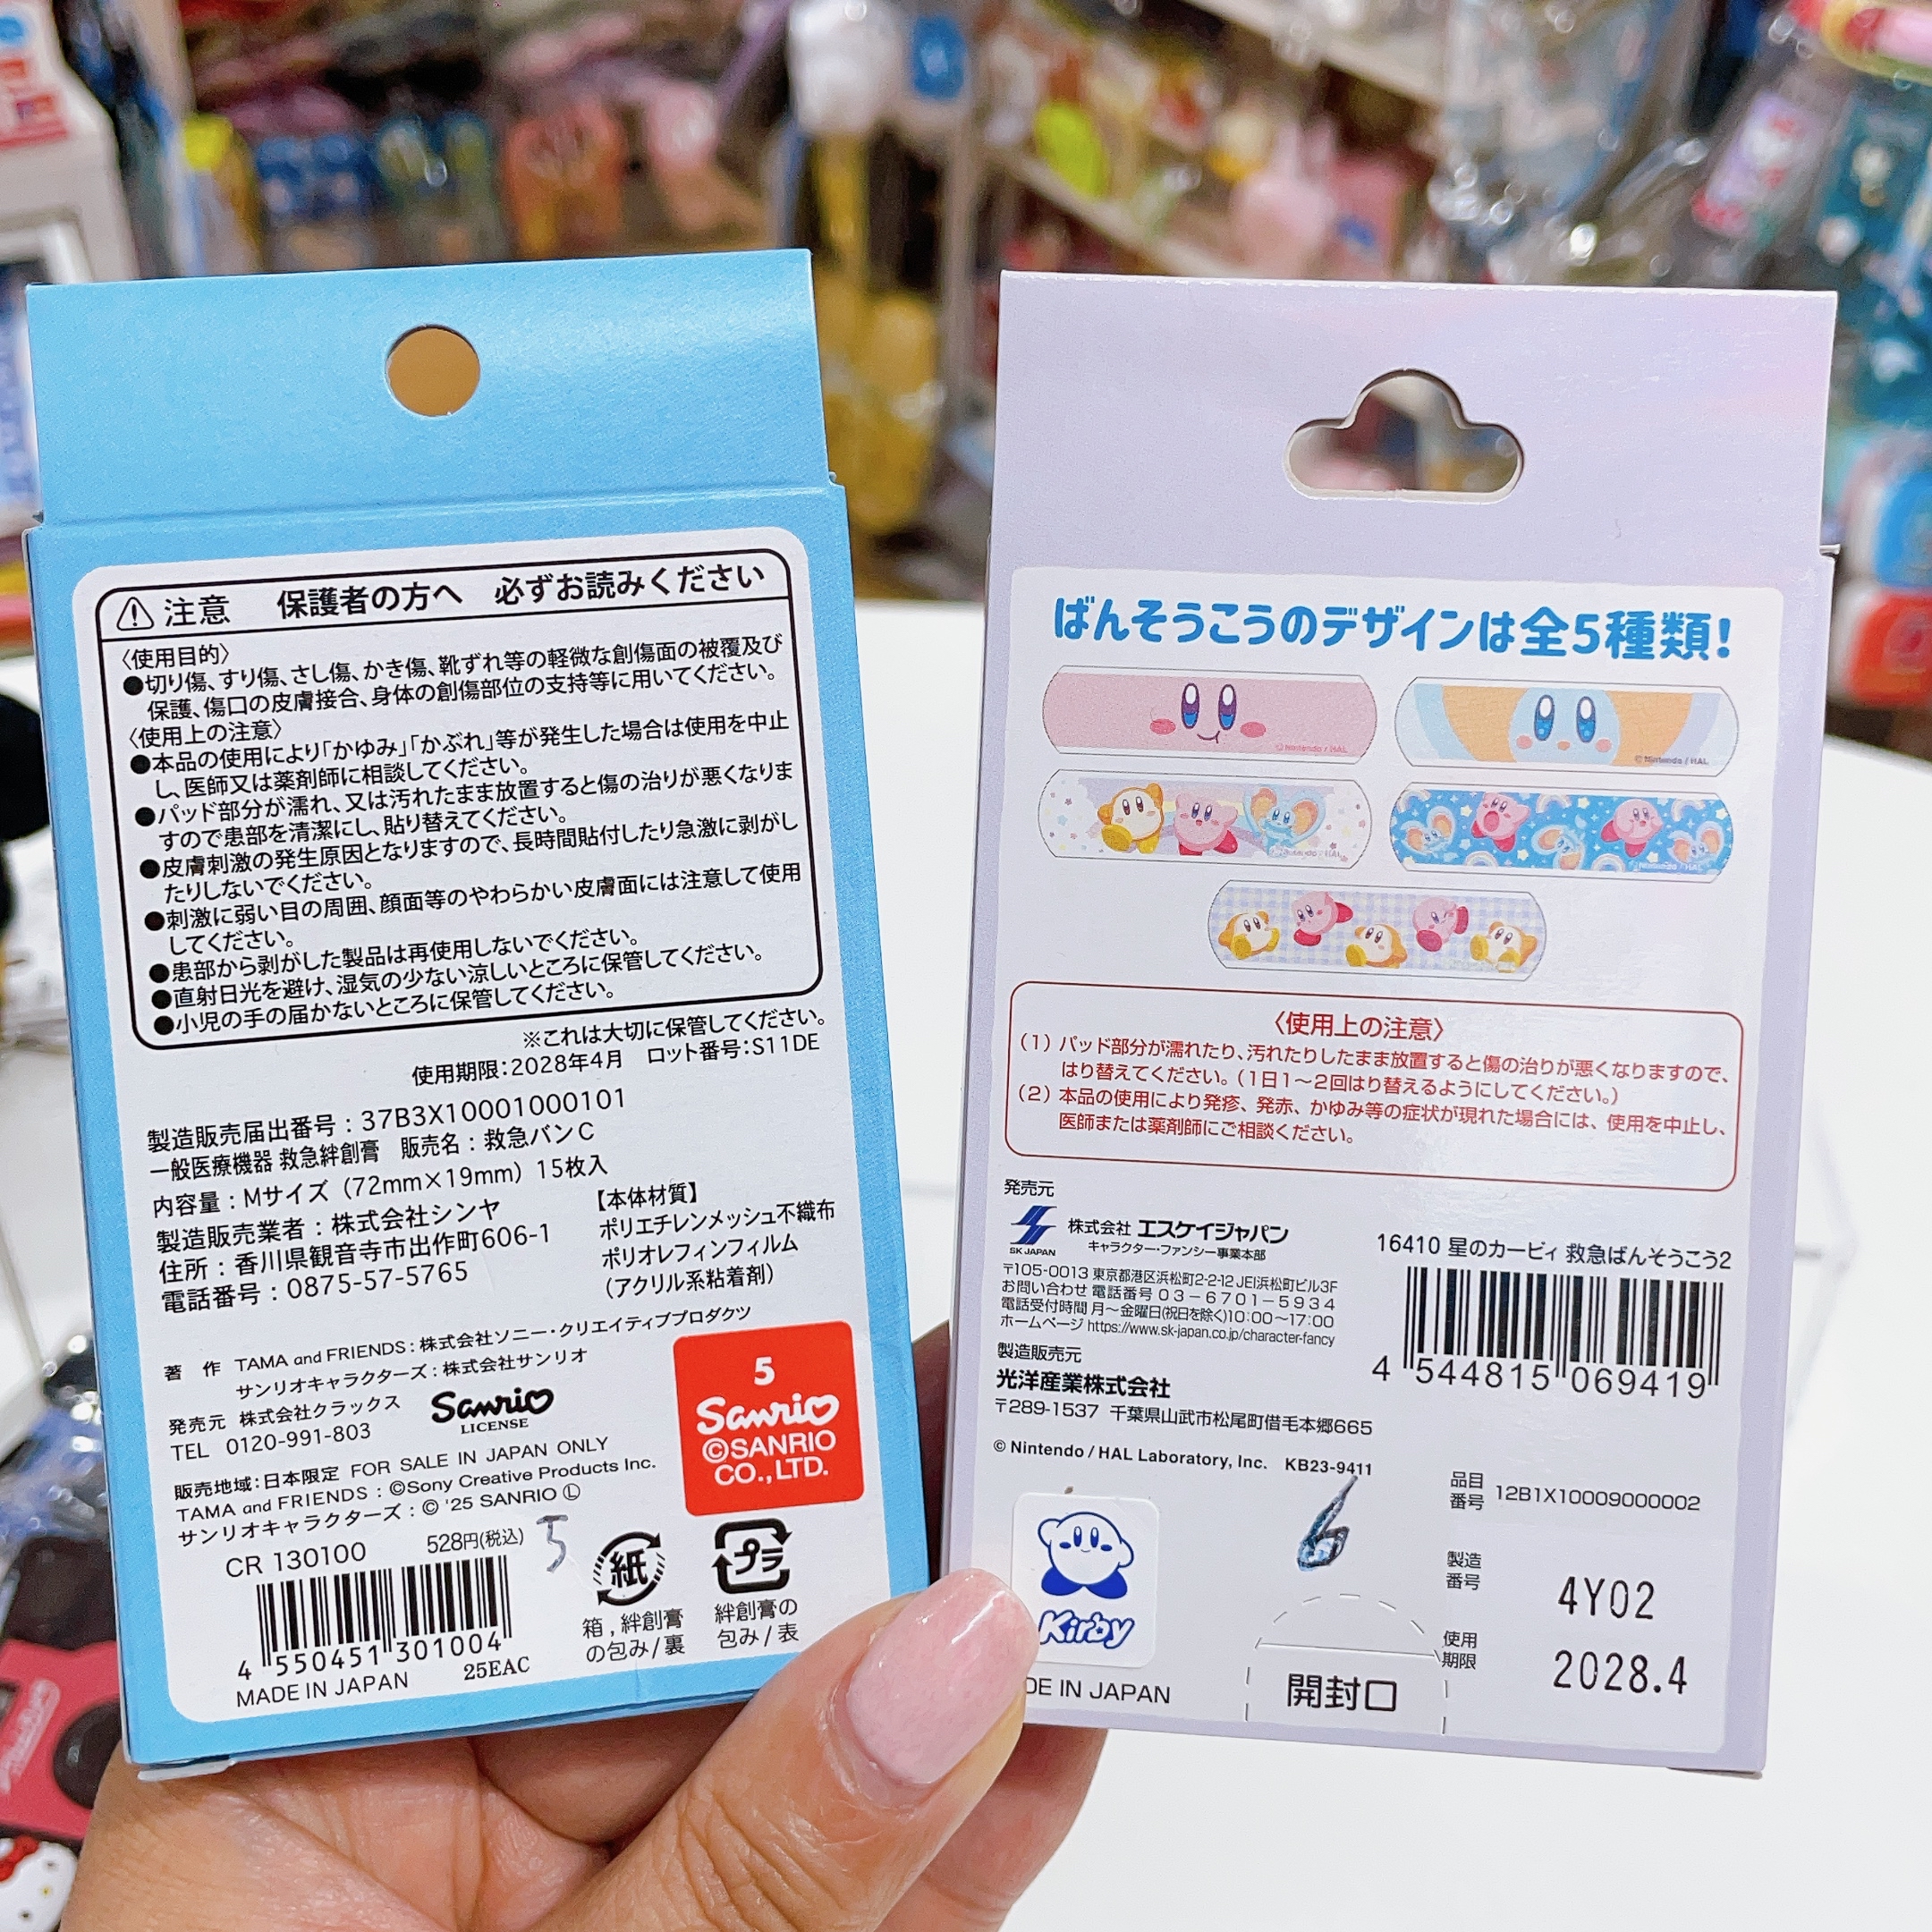 注意 保護者の方へ 必ずお読みください
〈使用目的〉
●切り傷、すり傷、さし傷、かき傷、靴ずれ等の軽微な創傷面の被覆及び
保護、傷口の皮膚接合、身体の創傷部位の支持等に用いてください。
〈使用上の注意〉
●本品の使用により「かゆみ」「かぶれ」等が発生した場合は使用を中止
し、医師又は薬剤師に相談してください。
●パッド部分が濡れ、又は汚れたまま放置すると傷の治りが悪くなりま
すので患部を清潔にし、貼り替えてください。
●皮膚刺激の発生原因となりますので、長時間貼付したり急激に剥がし
たりしないでください。
●刺激に弱い目の周囲、顔面等のやわらかい皮膚面には注意して使用
してください。
●患部から剥がした製品は再使用しないでください。
●直射日光を避け、湿気の少ない涼しいところに保管してください。
●小児の手の届かないところに保管してください。
※これは大切に保管してください。
使用期限:2028年4月 ロット番号:S11DE
製造販売届出番号:37B3X10001000101
一般医療機器 救急絆創膏 販売名:救急バンC
内容量:Mサイズ(72mm×19mm)15枚入
製造販売業者:株式会社シンヤ
住所:香川県観音寺市出作町606-1
電話番号:0875-57-5765
【本体材質】
ポリエチレンメッシュ不織布
ポリオレフィンフィルム
(アクリル系粘着剤)
著 作 TAMA and FRIENDS:株式会社ソニー・クリエイティブプロダクツ
サンリオキャラクターズ:株式会社サンリオ
発売元 株式会社クラックス
TEL 0120-991-803
Sanrio
LICENSE
5
Sanrio
©SANRIO
CO.,LTD.
販売地域:日本限定 FOR SALE IN JAPAN ONLY
TAMA and FRIENDS : ©Sony Creative Products Inc.
サンリオキャラクターズ:© '25 SANRIO Ⓛ
CR 130100 528円(税込) 5
4 550451 301004
MADE IN JAPAN 25EAC
紙
箱,絆創膏
の包み/裏
プラ
絆創膏の
包み/表
ばんそうこうのデザインは全5種類!
©Nintendo / HAL
© Nintendo / HAL
©Nintendo / HAL
©Nintendo / HAL
〈使用上の注意〉
(1)パッド部分が濡れたり、汚れたりしたまま放置すると傷の治りが悪くなりますので、
はり替えてください。(1日1～2回はり替えるようにしてください。)
(2)本品の使用により発疹、発赤、かゆみ等の症状が現れた場合には、使用を中止し、
医師または薬剤師にご相談ください。
発売元
SK JAPAN
株式会社 エスケイジャパン
キャラクター・ファンシー事業本部
〒105-0013 東京都港区浜松町2-2-12 JEI浜松町ビル3F
お問い合わせ 電話番号 03-6701-5934
電話受付時間 月～金曜日(祝日を除く)10:00～17:00
ホームページ https://www.sk-japan.co.jp/character-fancy
16410 星のカービィ 救急ばんそうこう2
4 544815 069419
製造販売元
光洋産業株式会社
〒289-1537 千葉県山武市松尾町借毛本郷665
© Nintendo / HAL Laboratory, Inc. KB23-9411
Kirby
6
品目
番号 12B1X10009000002
製造
番号 4Y02
使用
期限 2028.4
DE IN JAPAN
開封口